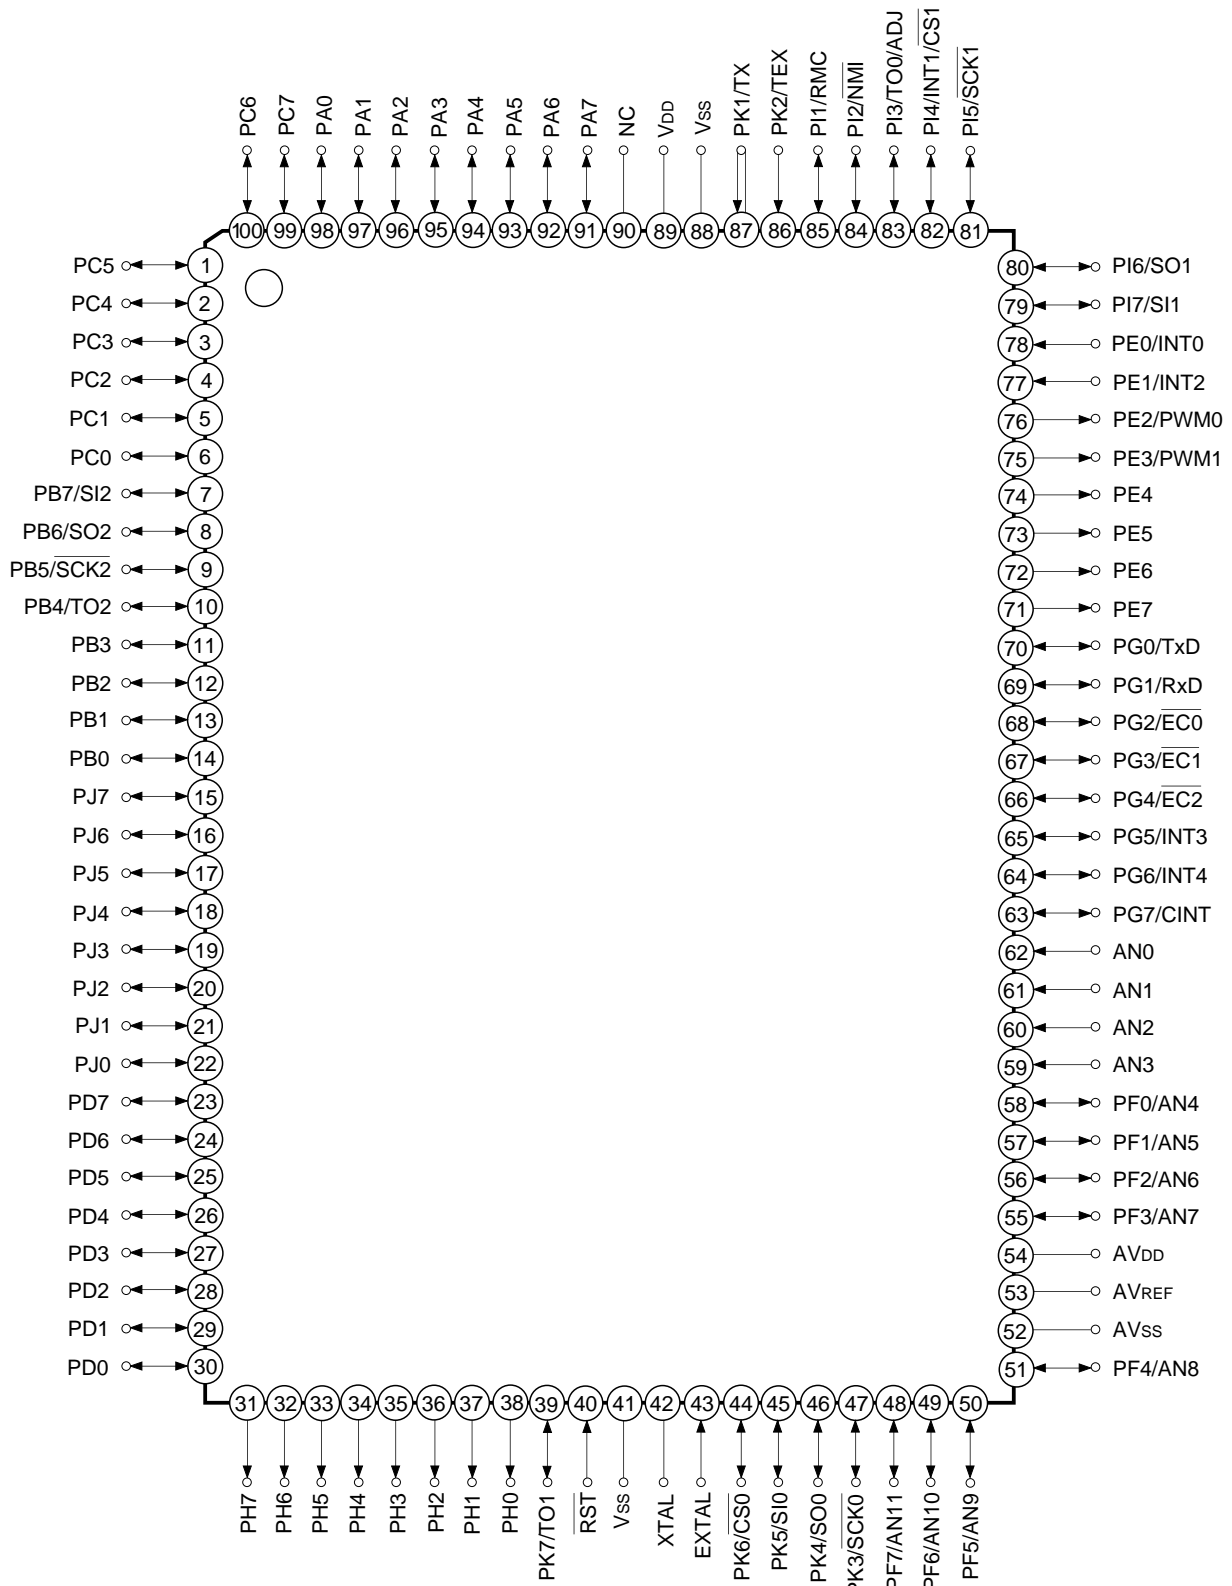 PC6
PC7
PA0
PA1
PA2
PA3
PA4
PA5
PA6
PA7
NC
VDD
VSS
PK1/TX
PK2/TEX
PI1/RMC
PI2/NMI
PI3/TO0/ADJ
PI4/INT1/CS1
PI5/SCK1
100
99
98
97
96
95
94
93
92
91
90
89
88
87
86
85
84
83
82
81
PC5 1
PC4 2
PC3 3
PC2 4
PC1 5
PC0 6
PB7/SI2 7
PB6/SO2 8
PB5/SCK2 9
PB4/TO2 10
PB3 11
PB2 12
PB1 13
PB0 14
PJ7 15
PJ6 16
PJ5 17
PJ4 18
PJ3 19
PJ2 20
PJ1 21
PJ0 22
PD7 23
PD6 24
PD5 25
PD4 26
PD3 27
PD2 28
PD1 29
PD0 30
80 PI6/SO1
79 PI7/SI1
78 PE0/INT0
77 PE1/INT2
76 PE2/PWM0
75 PE3/PWM1
74 PE4
73 PE5
72 PE6
71 PE7
70 PG0/TxD
69 PG1/RxD
68 PG2/EC0
67 PG3/EC1
66 PG4/EC2
65 PG5/INT3
64 PG6/INT4
63 PG7/CINT
62 AN0
61 AN1
60 AN2
59 AN3
58 PF0/AN4
57 PF1/AN5
56 PF2/AN6
55 PF3/AN7
54 AVDD
53 AVREF
52 AVSS
51 PF4/AN8
31
32
33
34
35
36
37
38
39
40
41
42
43
44
45
46
47
48
49
50
PH7
PH6
PH5
PH4
PH3
PH2
PH1
PH0
PK7/TO1
RST
VSS
XTAL
EXTAL
PK6/CS0
PK5/SI0
PK4/SO0
PK3/SCK0
PF7/AN11
PF6/AN10
PF5/AN9